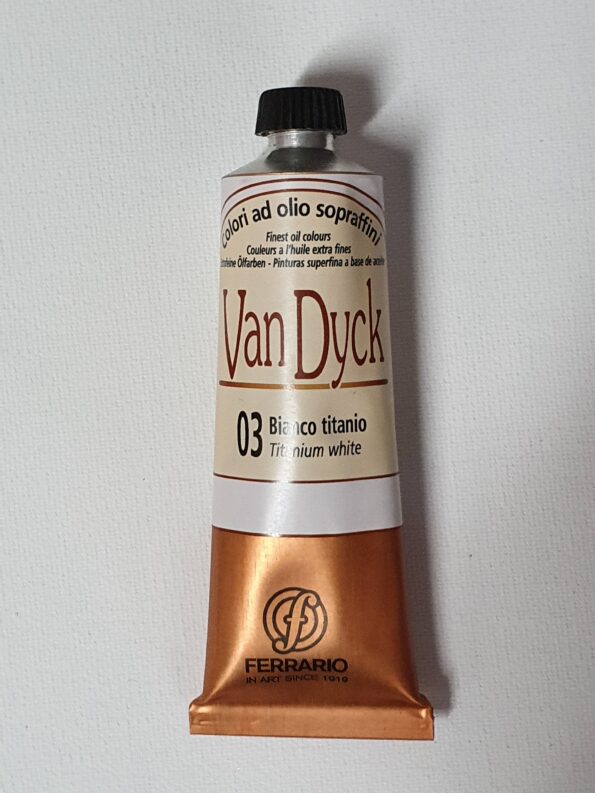 Colori ad olio sopraffini
Finest oil colours
Couleurs a l'huile extra fines
Ölfarben - Pinturas superfina a base de
Van Dyck
03 Bianco titanio
Titanium white
f
FERRARIO
IN ART SINCE 1919